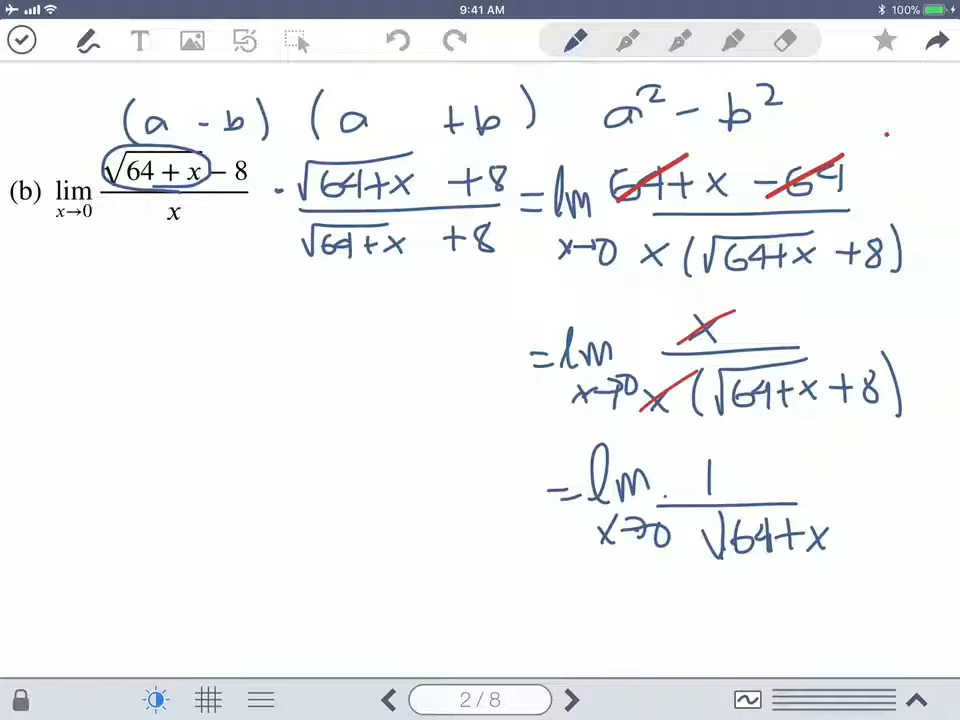 9:41 AM
100%
T
(a - b) (a + b) a² - b²
(b) lim x→0 (√(64 + x) - 8) / x · (√(64+x) + 8) / (√(64+x) + 8) = lim x→0 (64 + x - 64) / (x (√(64+x) + 8))
= lim x→0 x / (x (√(64+x) + 8))
= lim x→0 1 / √(64+x)
2 / 8